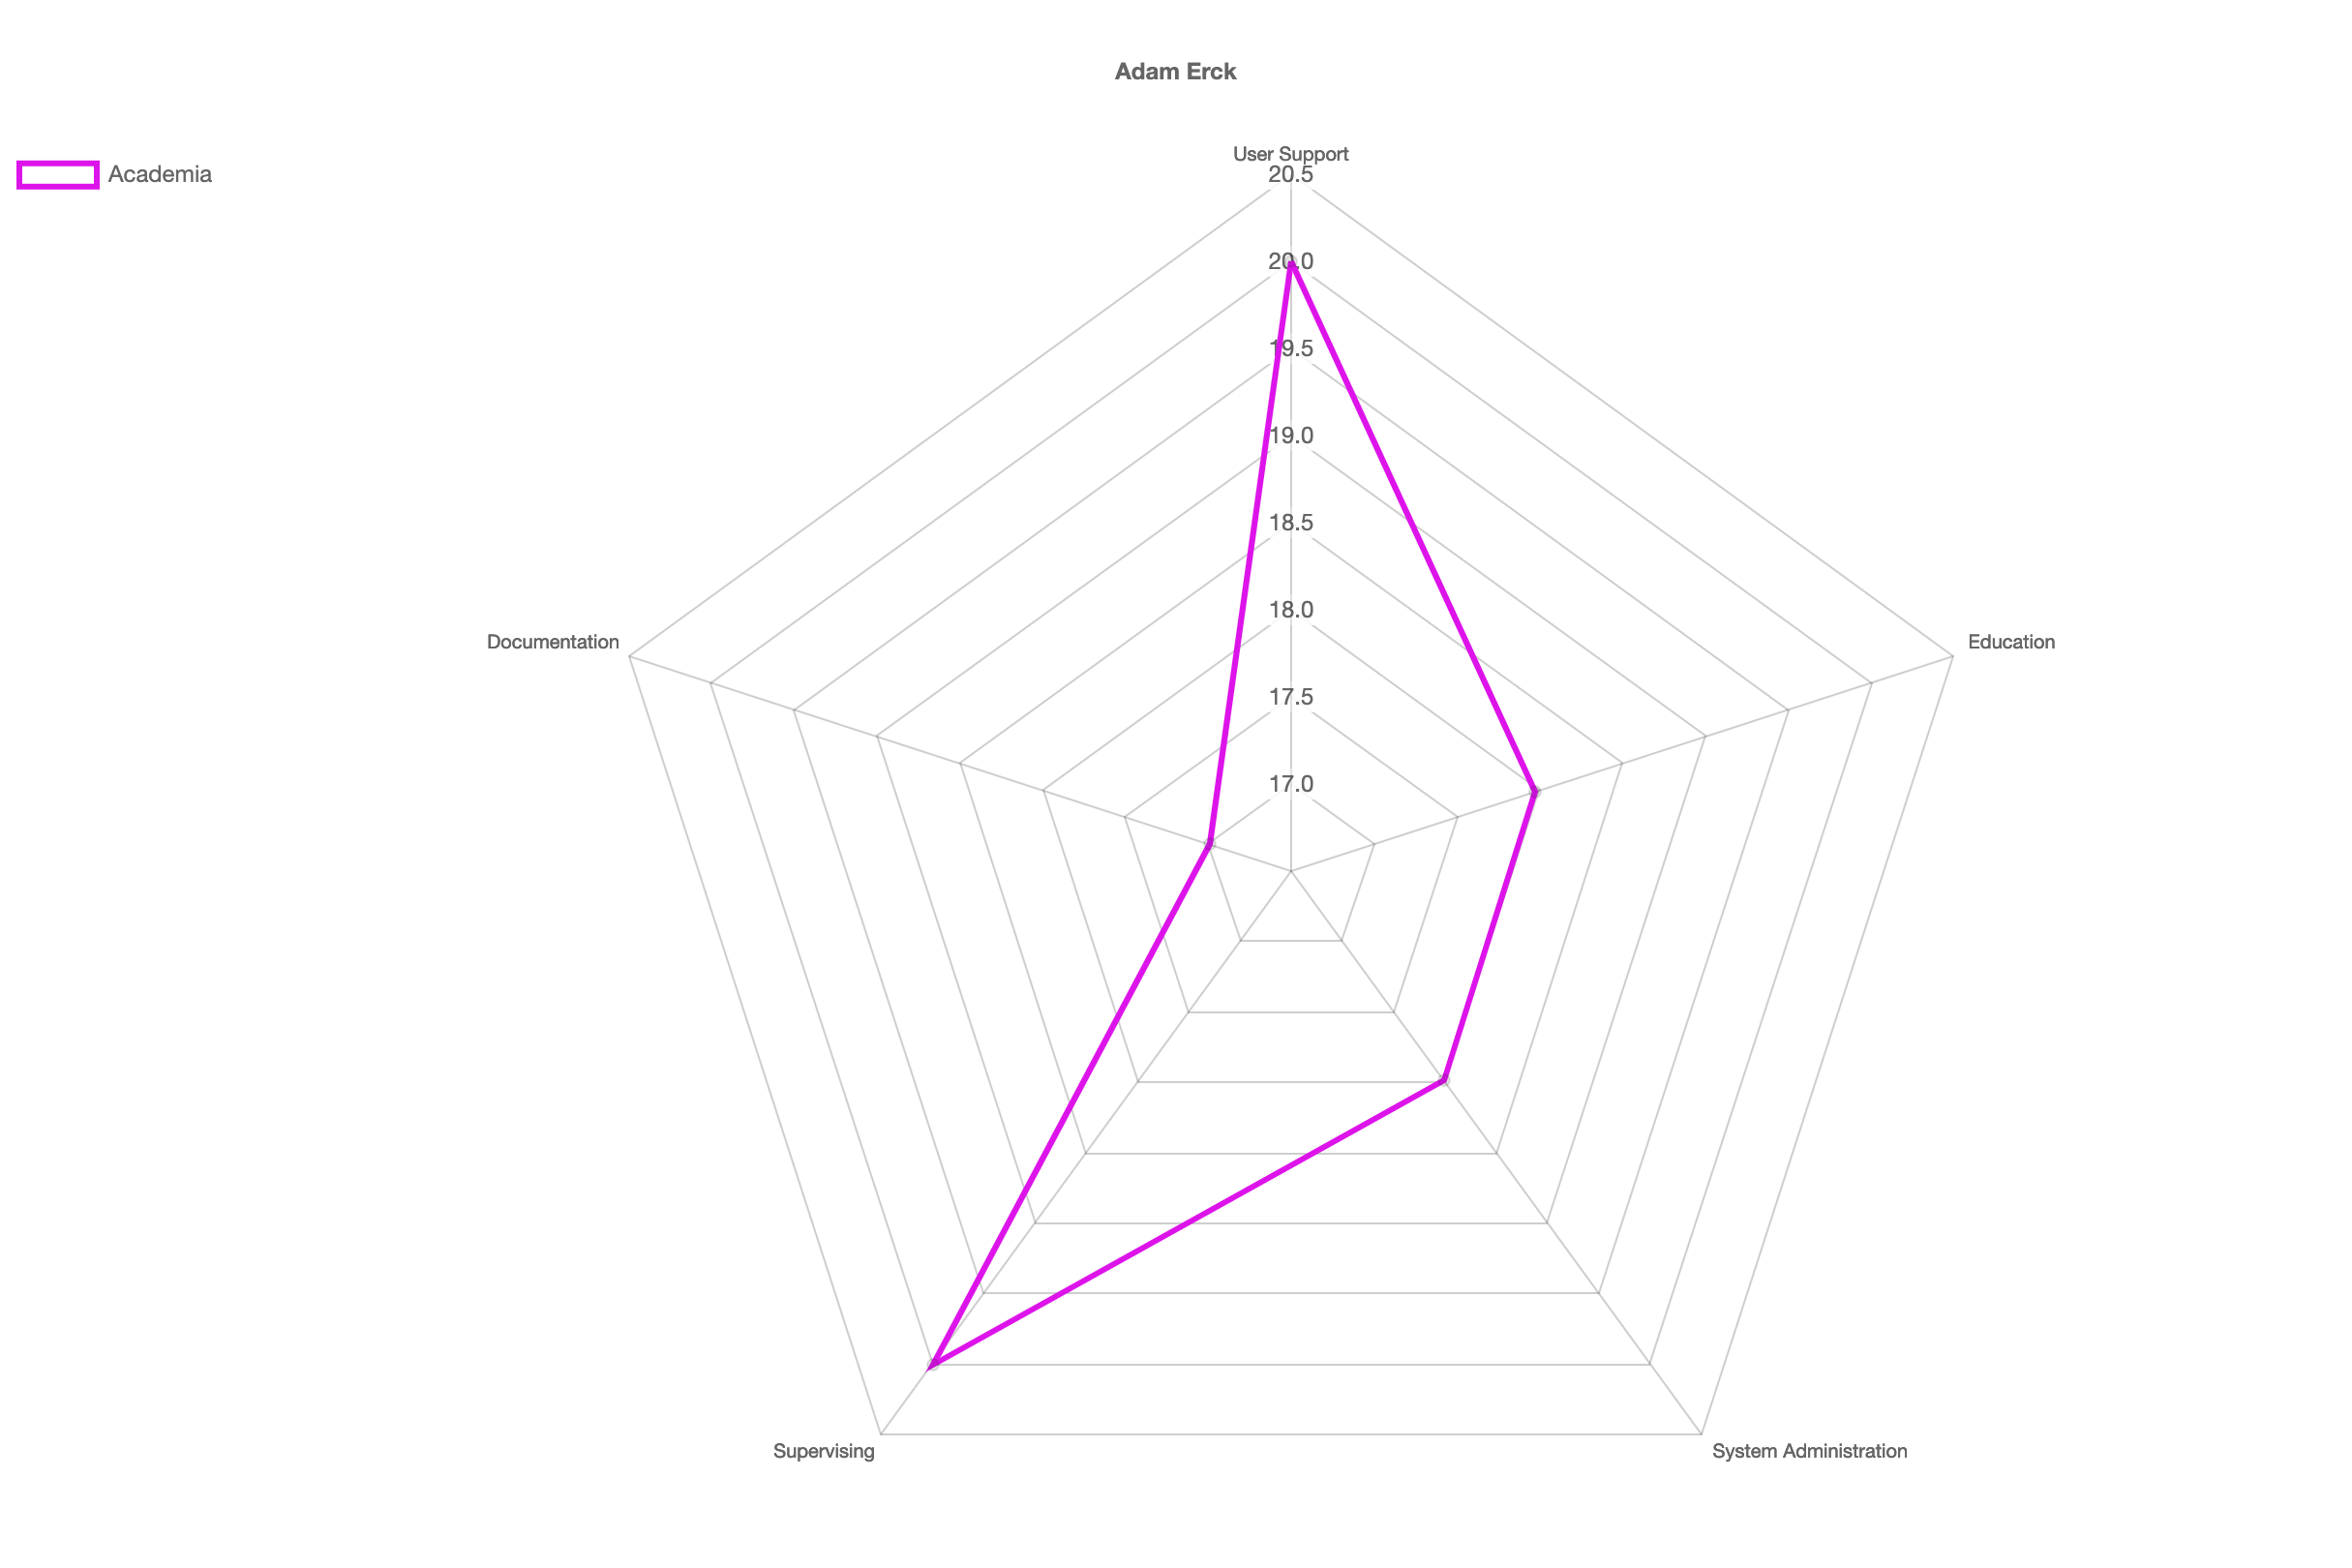 Adam Erck
Academia
User Support
20.5
20.0
19.5
19.0
18.5
18.0
17.5
17.0
Documentation
Education
Supervising
System Administration